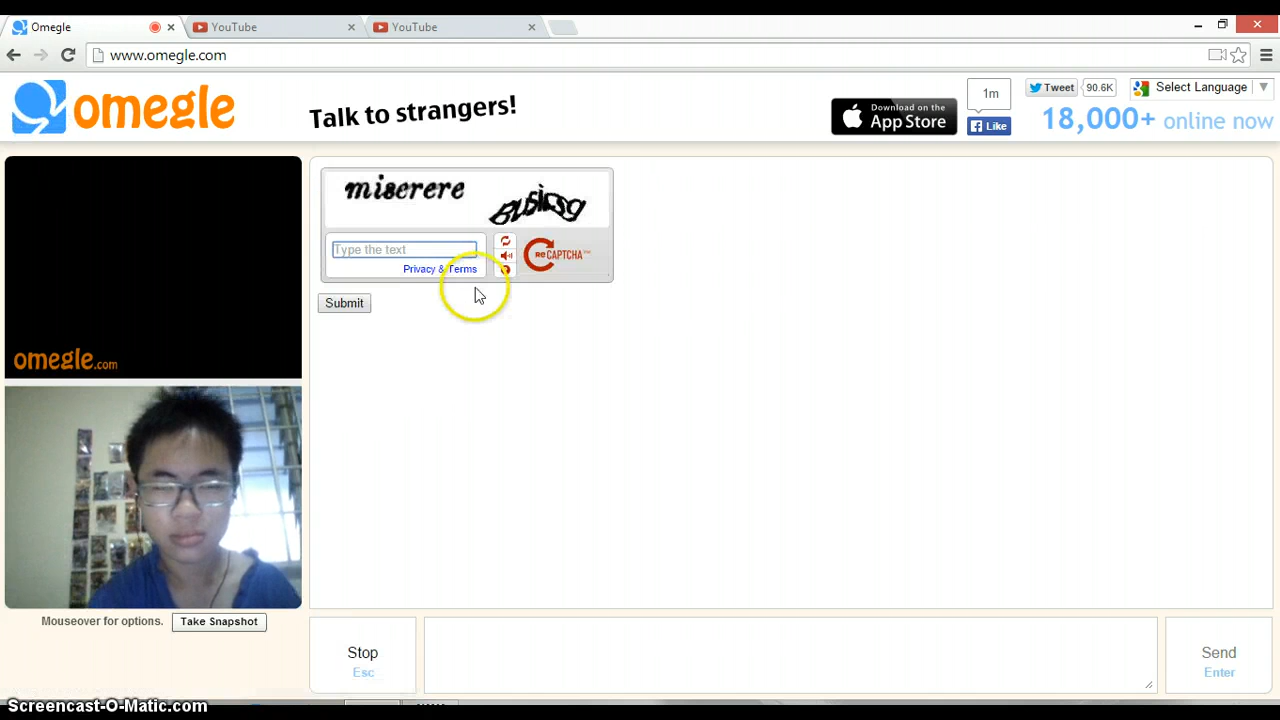 Omegle
YouTube
YouTube
www.omegle.com
omegle
Talk to strangers!
Download on the
App Store
1m
Like
Tweet
90.6K
Select Language
18,000+ online now
miserere
Type the text
Privacy & Terms
reCAPTCHA™
Submit
omegle.com
Mouseover for options.
Take Snapshot
Stop
Esc
Send
Enter
Screencast-O-Matic.com